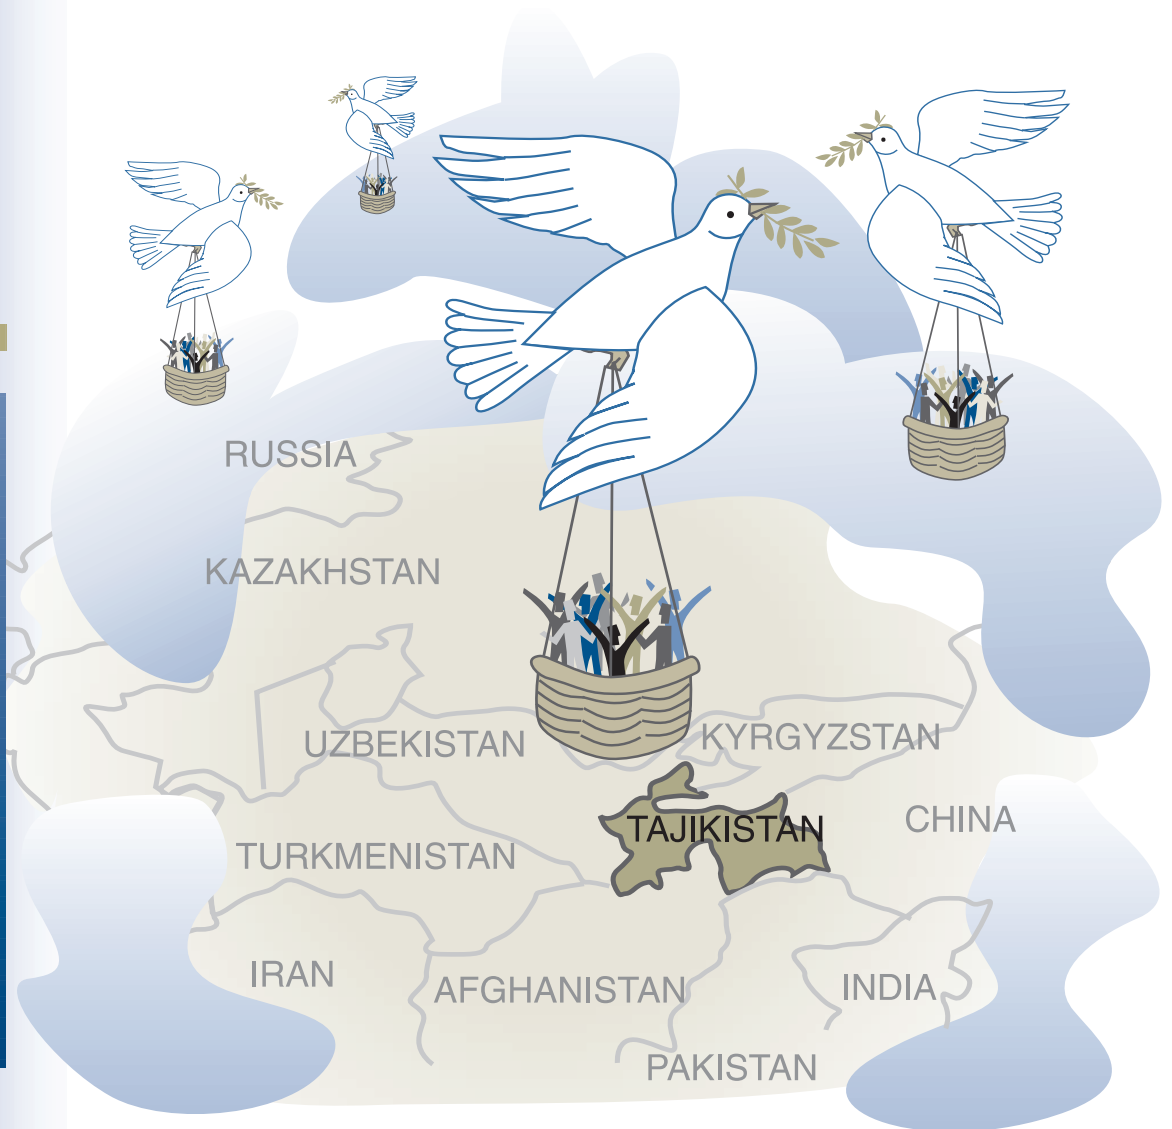 RUSSIA
KAZAKHSTAN
UZBEKISTAN
KYRGYZSTAN
TAJIKISTAN
CHINA
TURKMENISTAN
IRAN
AFGHANISTAN
INDIA
PAKISTAN